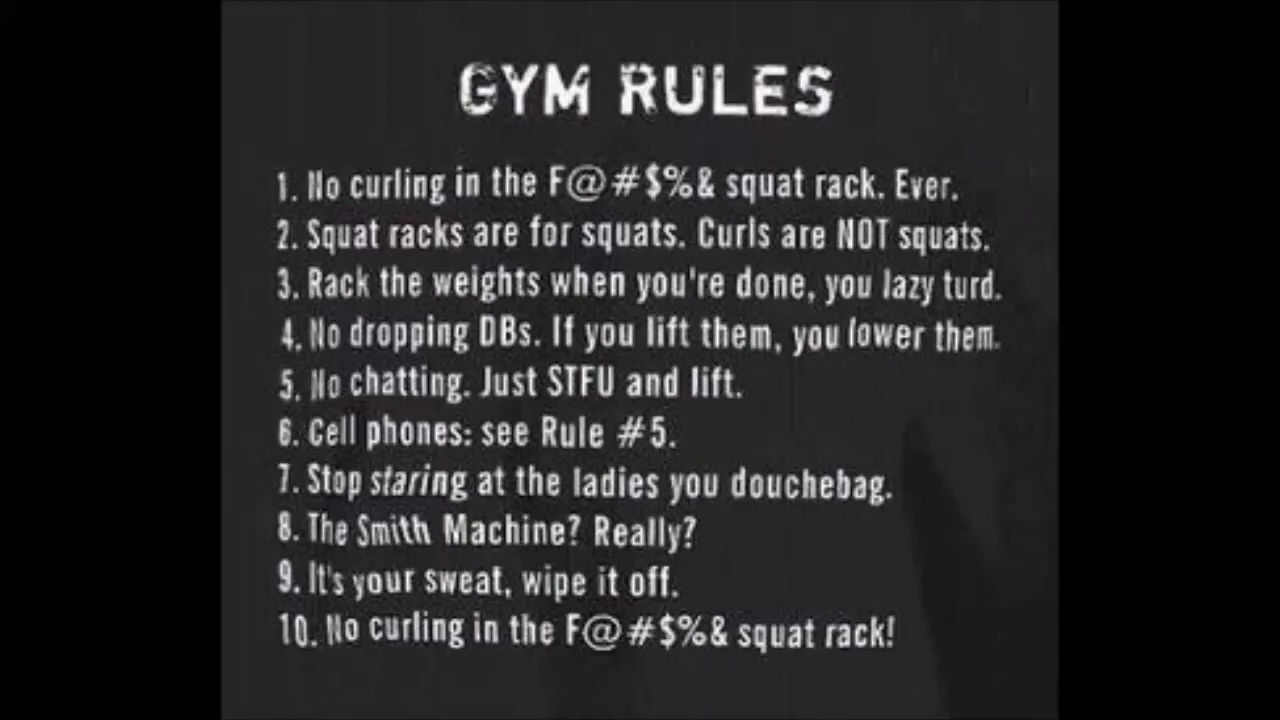 GYM RULES
1. No curling in the F@#$%& squat rack. Ever.
2. Squat racks are for squats. Curls are NOT squats.
3. Rack the weights when you're done, you lazy turd.
4. No dropping DBs. If you lift them, you lower them.
5. No chatting. Just STFU and lift.
6. Cell phones: see Rule #5.
7. Stop staring at the ladies you douchebag.
8. The Smith Machine? Really?
9. It's your sweat, wipe it off.
10. No curling in the F@#$%& squat rack!